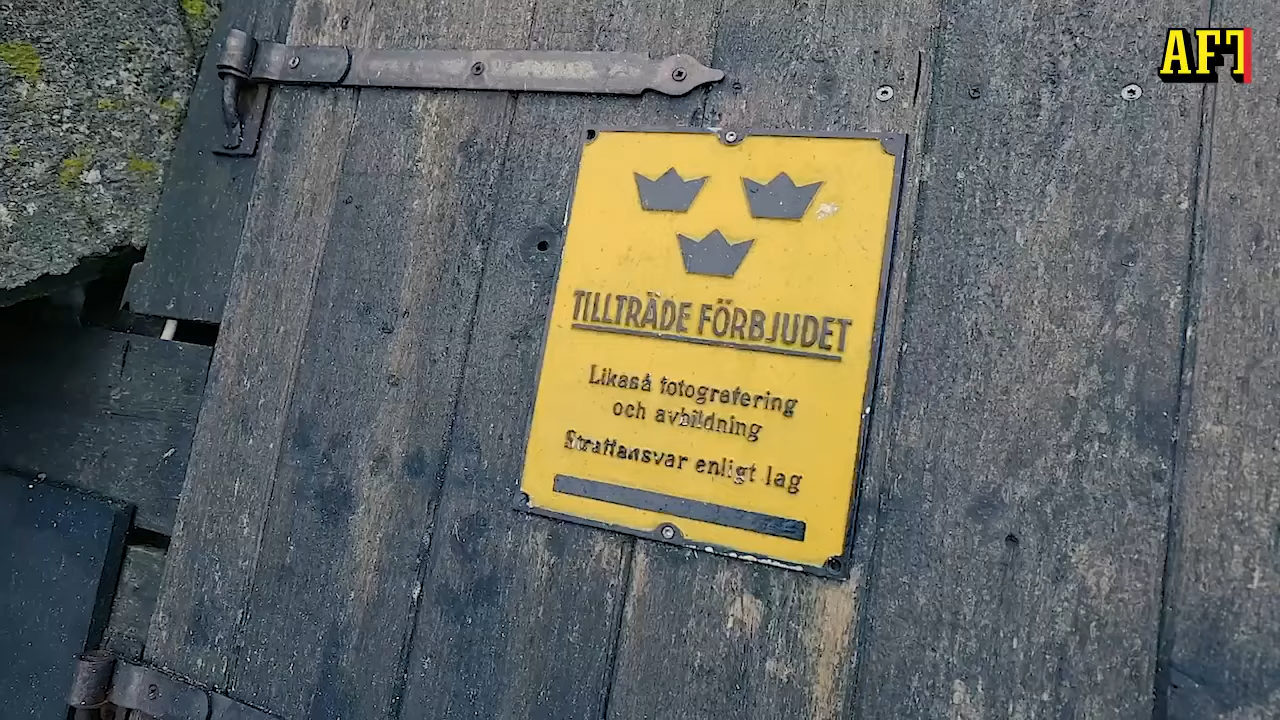 AFT
TILLTRÄDE FÖRBJUDET
Likaså fotografering
och avbildning
Straffansvar enligt lag